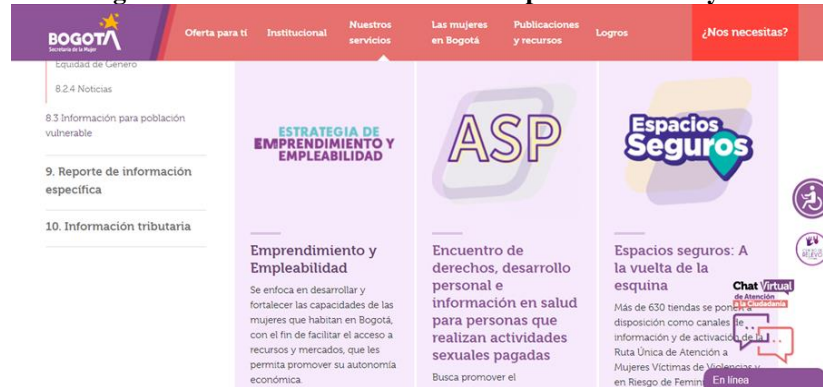 BOGOTÁ
Secretaría de la Mujer
Oferta para tí
Institucional
Nuestros
servicios
Las mujeres
en Bogotá
Publicaciones
y recursos
Logros
¿Nos necesitas?
Equidad de Género
8.2.4 Noticias
8.3 Información para población
vulnerable
9. Reporte de información
específica
10. Información tributaria
ESTRATEGIA DE
EMPRENDIMIENTO Y
EMPLEABILIDAD
Emprendimiento y
Empleabilidad
Se enfoca en desarrollar y
fortalecer las capacidades de las
mujeres que habitan en Bogotá,
con el fin de facilitar el acceso a
recursos y mercados, que les
permita promover su autonomía
económica.
ASP
Encuentro de
derechos, desarrollo
personal e
información en salud
para personas que
realizan actividades
sexuales pagadas
Busca promover el
Espacios
Seguros
Espacios seguros: A
la vuelta de la
esquina
Más de 630 tiendas se ponen a
disposición como canales de
información y de activación de la
Ruta Única de Atención a
Mujeres Víctimas de Violencias y
en Riesgo de
Chat Virtual
de Atención
a la Ciudadanía
En línea